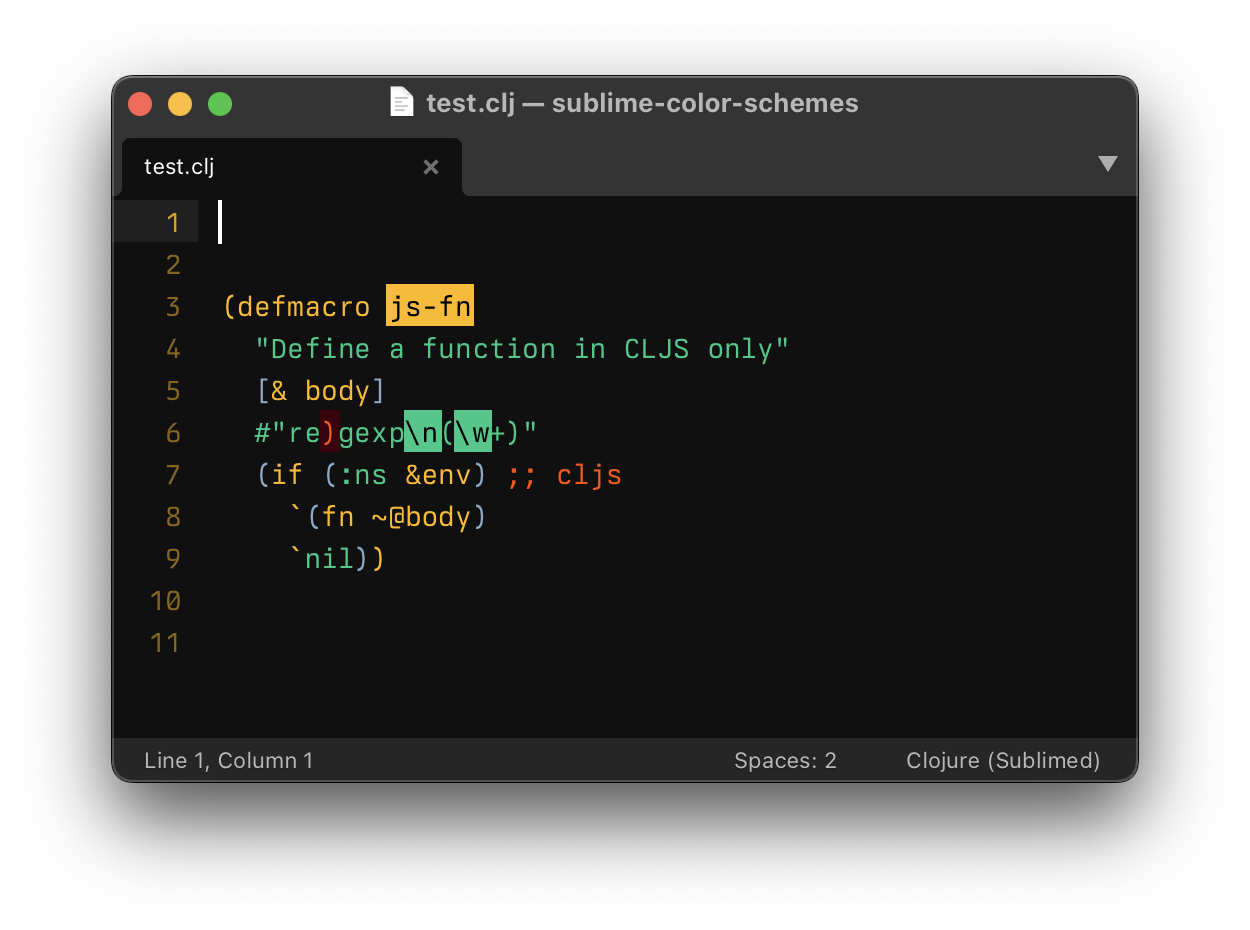 test.clj — sublime-color-schemes
test.clj ×
1
2
3 (defmacro js-fn
4   "Define a function in CLJS only"
5   [& body]
6   #"re)gexp\n(\w+)"
7   (if (:ns &env) ;; cljs
8     `(fn ~@body)
9     `nil))
10
11
Line 1, Column 1 Spaces: 2 Clojure (Sublimed)